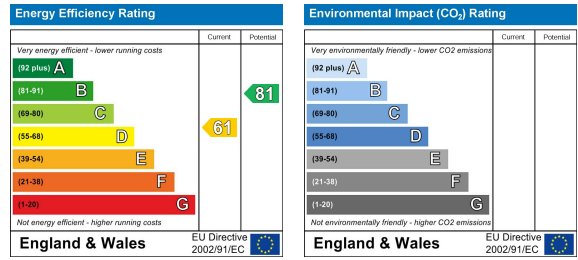 Energy Efficiency Rating
Current Potential
Very energy efficient - lower running costs
(92 plus) A
(81-91) B
(69-80) C
(55-68) D
(39-54) E
(21-38) F
(1-20) G
61
81
Not energy efficient - higher running costs
England & Wales
EU Directive
2002/91/EC
Environmental Impact (CO₂) Rating
Current Potential
Very environmentally friendly - lower CO2 emissions
(92 plus) A
(81-91) B
(69-80) C
(55-68) D
(39-54) E
(21-38) F
(1-20) G
Not environmentally friendly - higher CO2 emissions
England & Wales
EU Directive
2002/91/EC